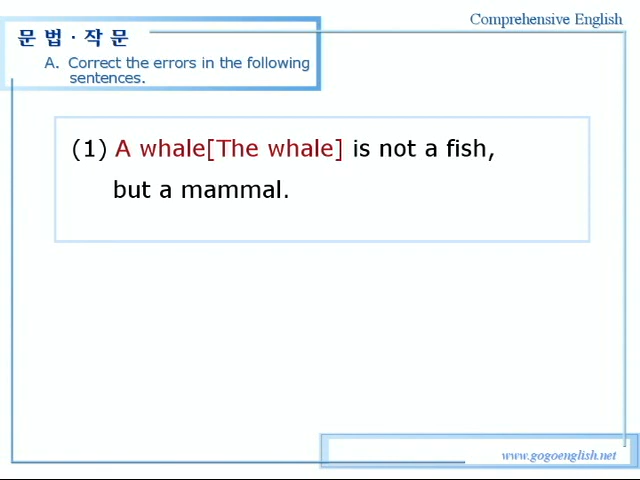 Comprehensive English
문 법 · 작 문
A. Correct the errors in the following
sentences.
(1) A whale[The whale] is not a fish,
but a mammal.
www.gogoenglish.net